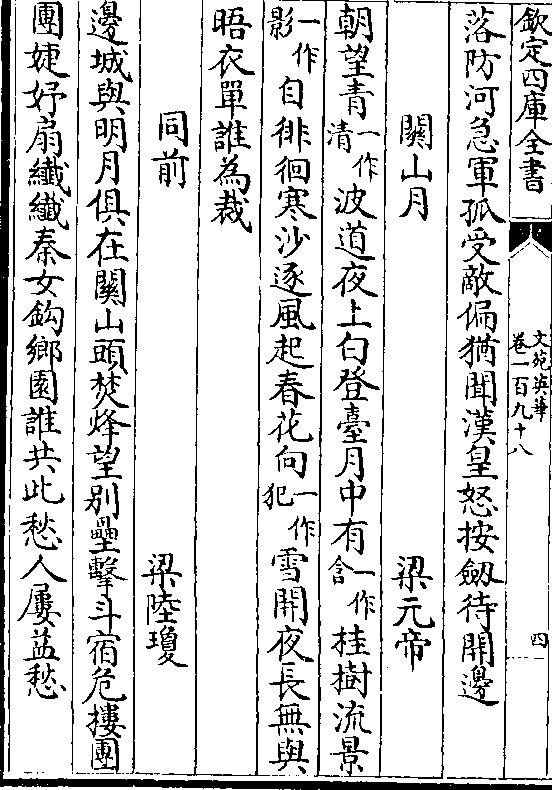 欽定四庫全書
文苑英華
卷一百九十八
四
落防河急軍孤受敵偏猶聞漢皇怒按劔待開邊
關山月 梁元帝
朝望青一作清波道夜上白登臺月中有一作含桂樹流景
一作影自徘徊寒沙逐風起春花向一作犯雪開夜長無與
晤衣單誰為裁
同前 梁陸瓊
邊城與明月俱在關山頭焚烽望别壘擊斗宿危樓團
團婕妤扇纖纖秦女鈎鄉園誰共此愁人屢益愁